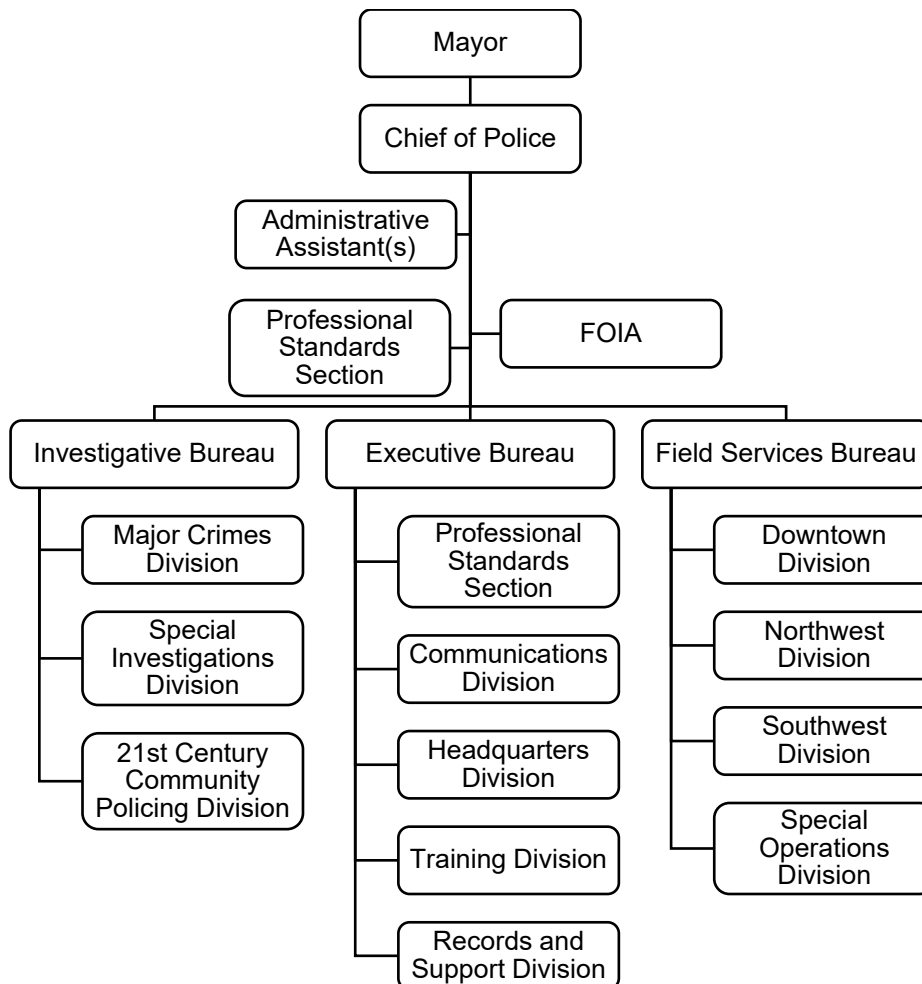 Mayor
Chief of Police
Administrative
Assistant(s)
Professional
Standards
Section
FOIA
Investigative Bureau
Major Crimes
Division
Special
Investigations
Division
21st Century
Community
Policing Division
Executive Bureau
Professional
Standards
Section
Communications
Division
Headquarters
Division
Training Division
Records and
Support Division
Field Services Bureau
Downtown
Division
Northwest
Division
Southwest
Division
Special
Operations
Division